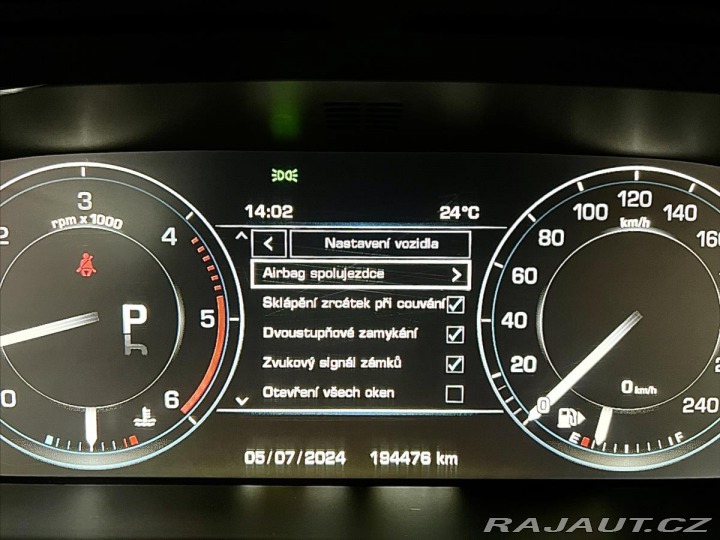 14:02 24°C
Nastavení vozidla
Airbag spolujezdce
Sklápění zrcátek při couvání
Dvoustupňové zamykání
Zvukový signál zámků
Otevření všech oken
05/07/2024 194476 km
0 2 3 4 5 6
rpm x 1000
P
0 20 40 60 80 100 120 140 160 240
km/h
0 km/h
E F
RAJAUT.CZ